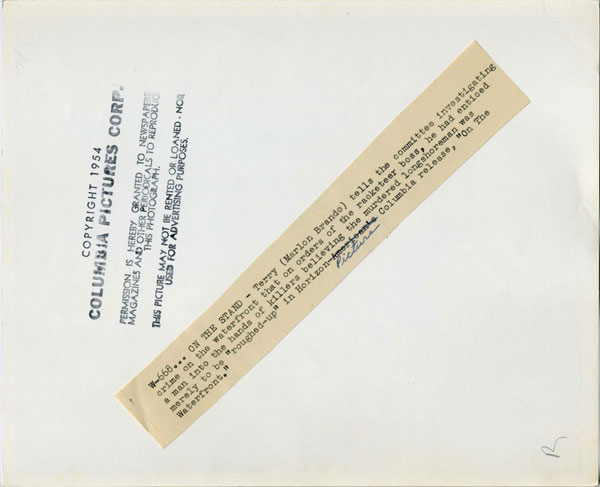 COPYRIGHT 1954
COLUMBIA PICTURES CORP.
PERMISSION IS HEREBY GRANTED TO NEWSPAPERS
MAGAZINES AND OTHER PERIODICALS TO REPRODUCE
THIS PHOTOGRAPH.
THIS PICTURE MAY NOT BE RENTED OR LOANED - NOR
USED FOR ADVERTISING PURPOSES.
W-668... ON THE STAND - Terry (Marlon Brando) tells the committee investigating
crime on the waterfront that on orders of the racketeer boss, he had enticed
a man into the hands of killers believing the murdered longshoreman was
merely to be "roughed-up" in Horizon-Americans Columbia release, "On The
Picture
Waterfront."
R